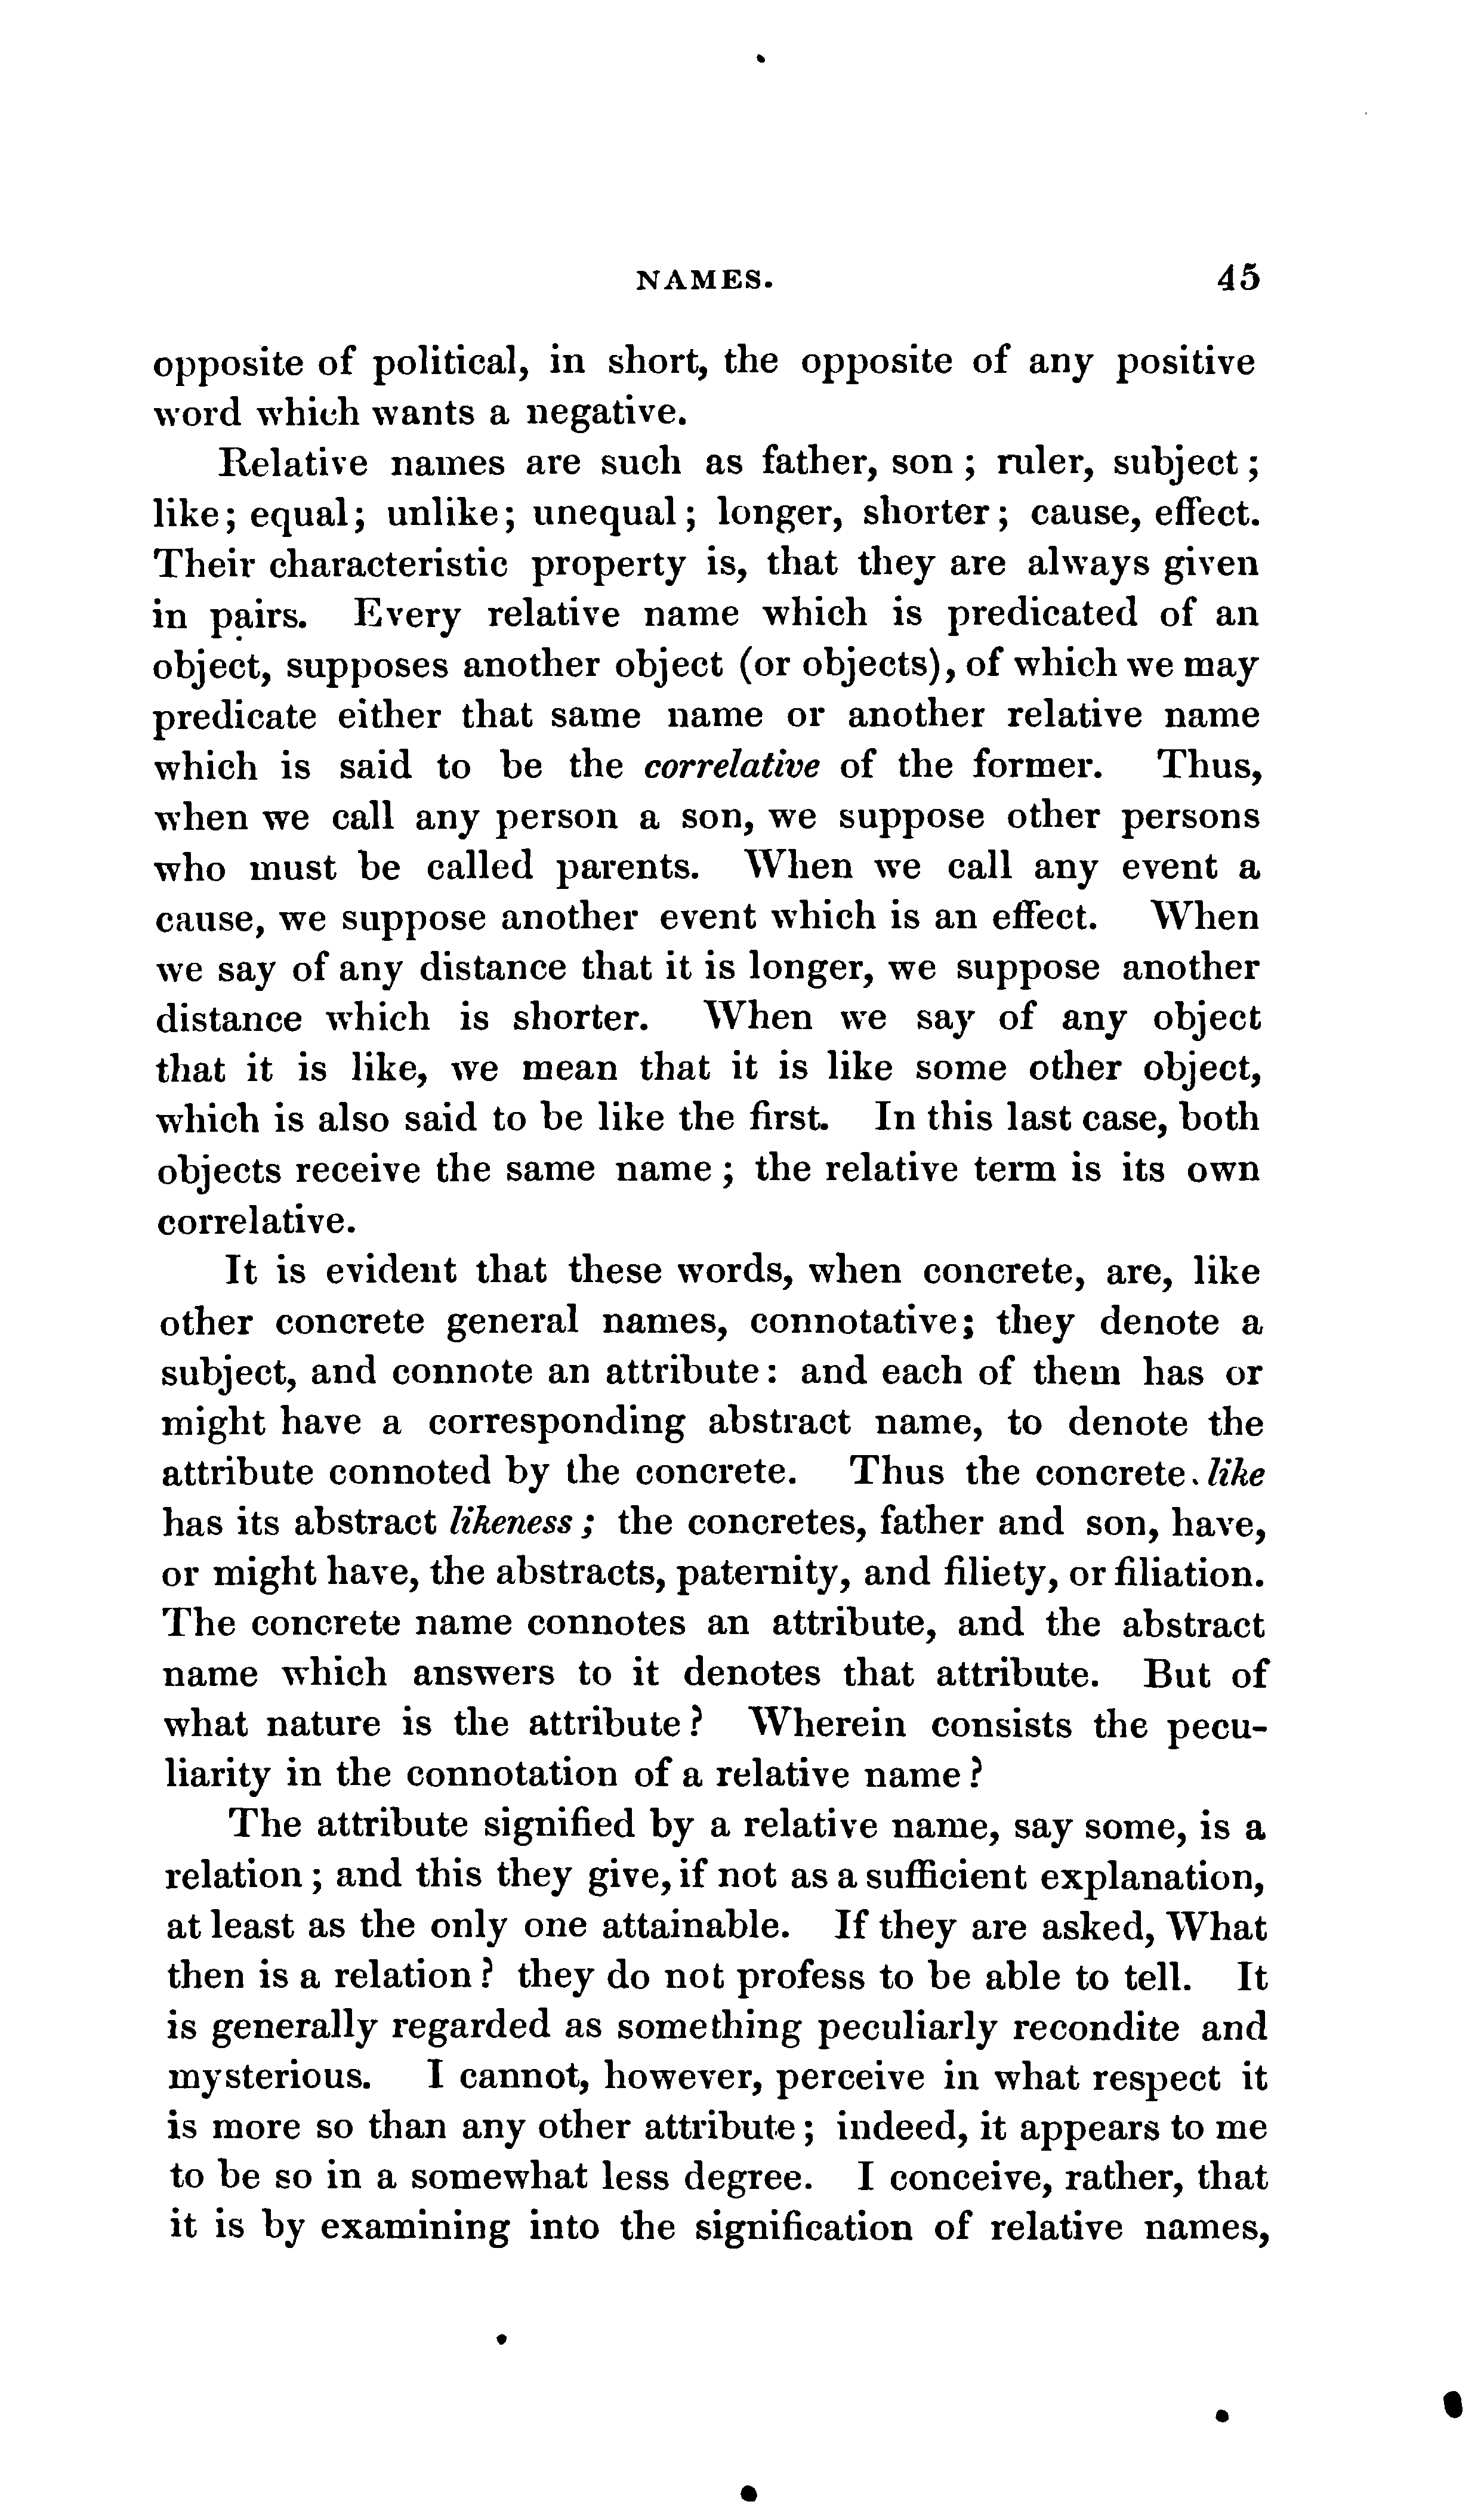 NAMES. 45
opposite of political, in short, the opposite of any positive
word which wants a negative.
Relative names are such as father, son ; ruler, subject ;
like; equal; unlike; unequal; longer, shorter; cause, effect.
Their characteristic property is, that they are always given
in pairs. Every relative name which is predicated of an
object, supposes another object (or objects), of which we may
predicate either that same name or another relative name
which is said to be the correlative of the former. Thus,
when we call any person a son, we suppose other persons
who must be called parents. When we call any event a
cause, we suppose another event which is an effect. When
we say of any distance that it is longer, we suppose another
distance which is shorter. When we say of any object
that it is like, we mean that it is like some other object,
which is also said to be like the first. In this last case, both
objects receive the same name ; the relative term is its own
correlative.
It is evident that these words, when concrete, are, like
other concrete general names, connotative; they denote a
subject, and connote an attribute: and each of them has or
might have a corresponding abstract name, to denote the
attribute connoted by the concrete. Thus the concrete like
has its abstract likeness ; the concretes, father and son, have,
or might have, the abstracts, paternity, and filiety, or filiation.
The concrete name connotes an attribute, and the abstract
name which answers to it denotes that attribute. But of
what nature is the attribute ? Wherein consists the pecu-
liarity in the connotation of a relative name ?
The attribute signified by a relative name, say some, is a
relation ; and this they give, if not as a sufficient explanation,
at least as the only one attainable. If they are asked, What
then is a relation ? they do not profess to be able to tell. It
is generally regarded as something peculiarly recondite and
mysterious. I cannot, however, perceive in what respect it
is more so than any other attribute ; indeed, it appears to me
to be so in a somewhat less degree. I conceive, rather, that
it is by examining into the signification of relative names,